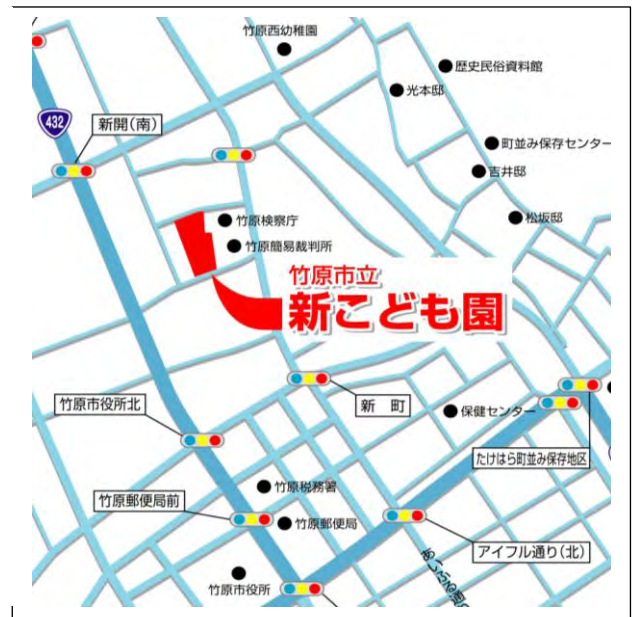 竹原西幼稚園
歴史民俗資料館
光本邸
432
新開(南)
町並み保存センター
吉井邸
竹原検察庁
松坂邸
竹原簡易裁判所
竹原市立
新こども園
竹原市役所北
新 町
保健センター
たけはら町並み保存地区
竹原税務署
竹原郵便局前
竹原郵便局
アイフル通り(北)
竹原市役所